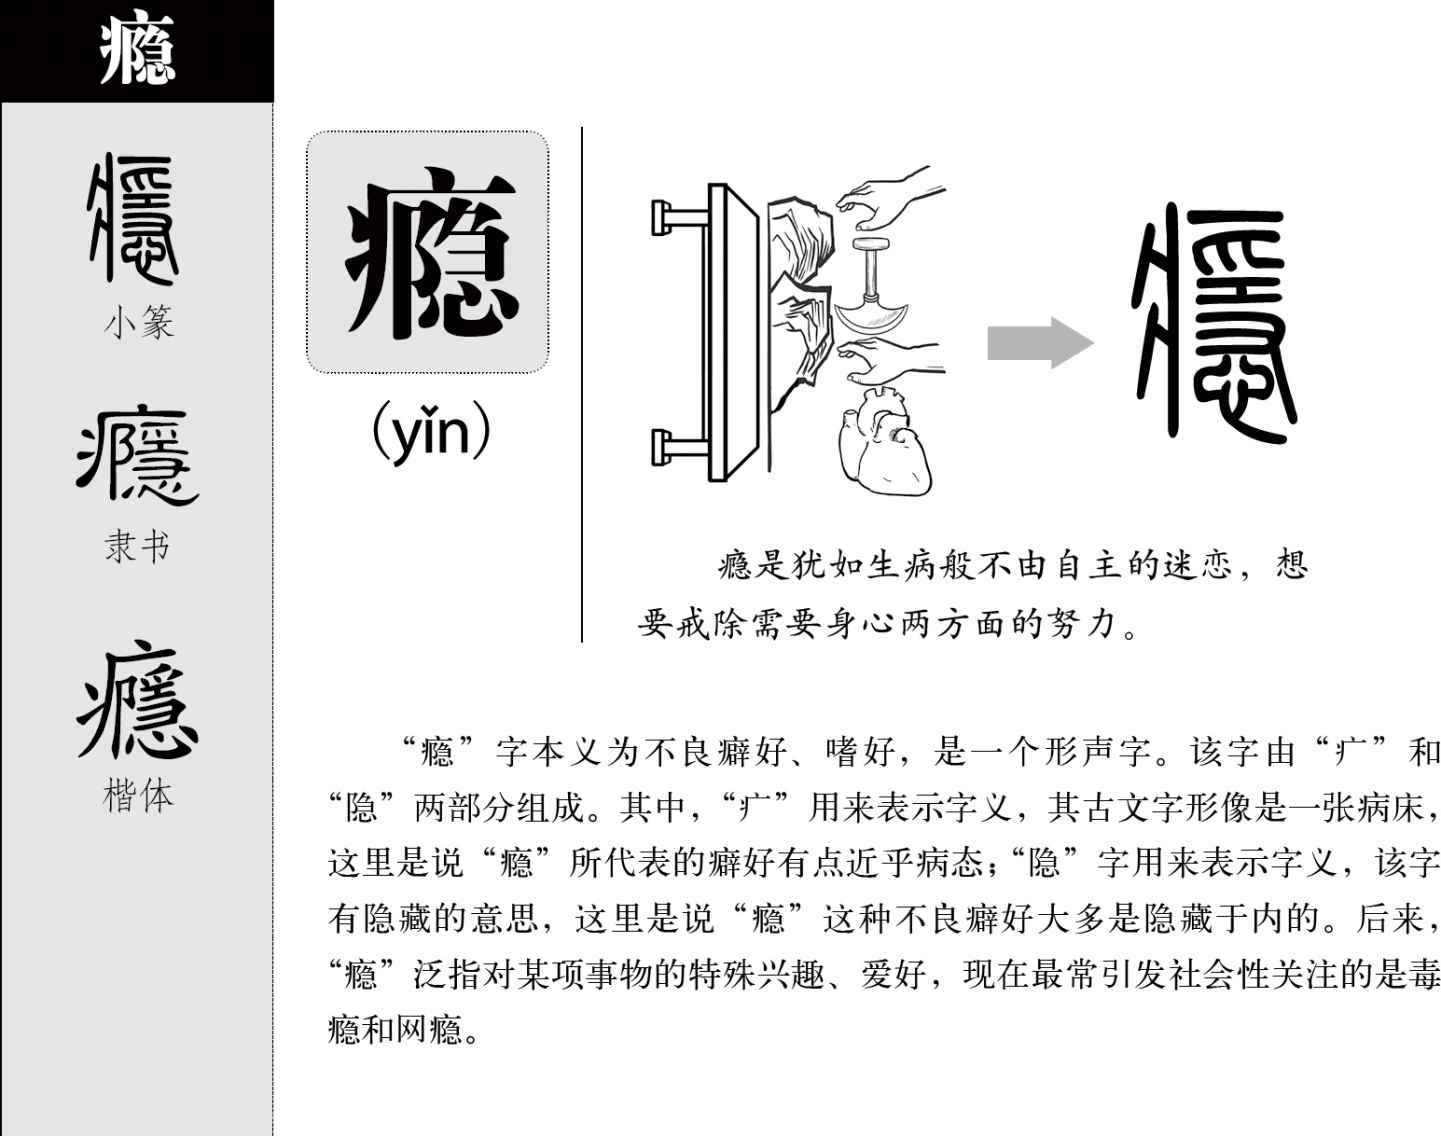 瘾
瘾
小篆
瘾
隶书
瘾
楷体
瘾
（yǐn）
瘾
瘾是犹如生病般不由自主的迷恋，想
要戒除需要身心两方面的努力。
“瘾”字本义为不良癖好、嗜好，是一个形声字。该字由“疒”和
“隐”两部分组成。其中，“疒”用来表示字义，其古文字形像是一张病床，
这里是说“瘾”所代表的癖好有点近乎病态；“隐”字用来表示字义，该字
有隐藏的意思，这里是说“瘾”这种不良癖好大多是隐藏于内的。后来，
“瘾”泛指对某项事物的特殊兴趣、爱好，现在最常引发社会性关注的是毒
瘾和网瘾。